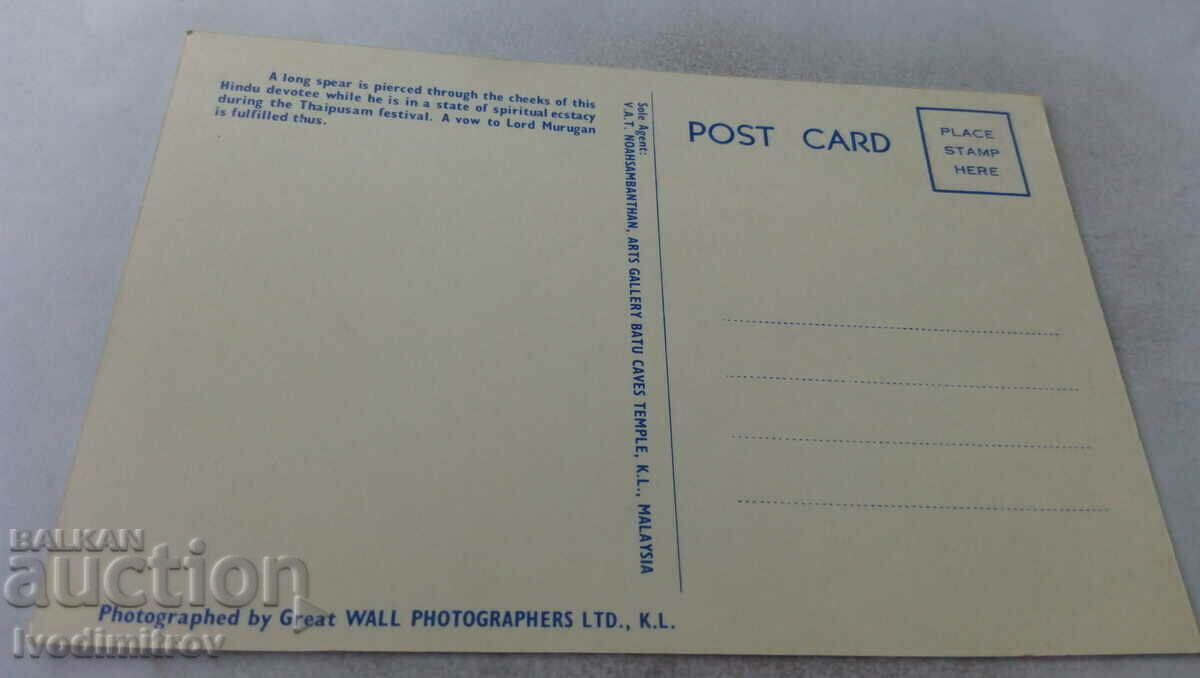 A long spear is pierced through the cheeks of this
Hindu devotee while he is in a state of spiritual ecstacy
during the Thaipusam festival. A vow to Lord Murugan
is fulfilled thus.
Sole Agent:
V.A.T. NOAHSAMBANTHAN, ARTS GALLERY BATU CAVES TEMPLE, K.L., MALAYSIA
POST CARD
PLACE
STAMP
HERE
Photographed by Great WALL PHOTOGRAPHERS LTD., K.L.
BALKAN
auction
Ivodimitrov